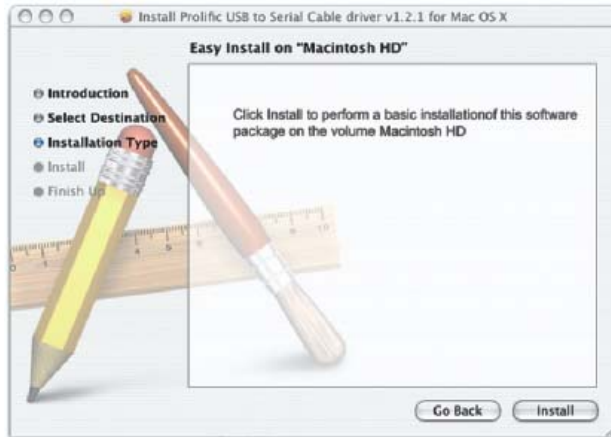 Install Prolific USB to Serial Cable driver v1.2.1 for Mac OS X
Easy Install on "Macintosh HD"
Introduction
Select Destination
Installation Type
Install
Finish Up
Click Install to perform a basic installationof this software
package on the volume Macintosh HD
Go Back
Install